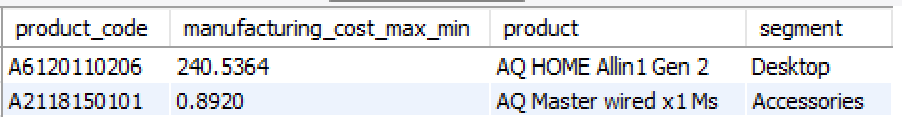 product_code manufacturing_cost_max_min product segment
A6120110206 240.5364 AQ HOME Allin1 Gen 2 Desktop
A2118150101 0.8920 AQ Master wired x1 Ms Accessories